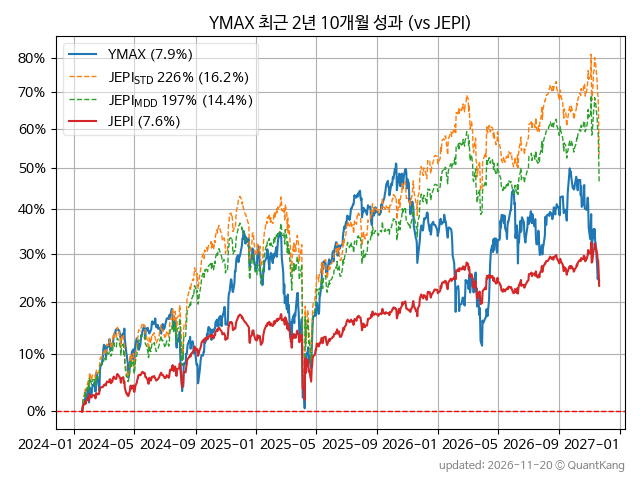 YMAX 최근 2년 10개월 성과 (vs JEPI)
YMAX (7.9%)
JEPI_STD 226% (16.2%)
JEPI_MDD 197% (14.4%)
JEPI (7.6%)
80%
70%
60%
50%
40%
30%
20%
10%
0%
2024-01 2024-05 2024-09 2025-01 2025-05 2025-09 2026-01 2026-05 2026-09 2027-01
updated: 2026-11-20 © QuantKang